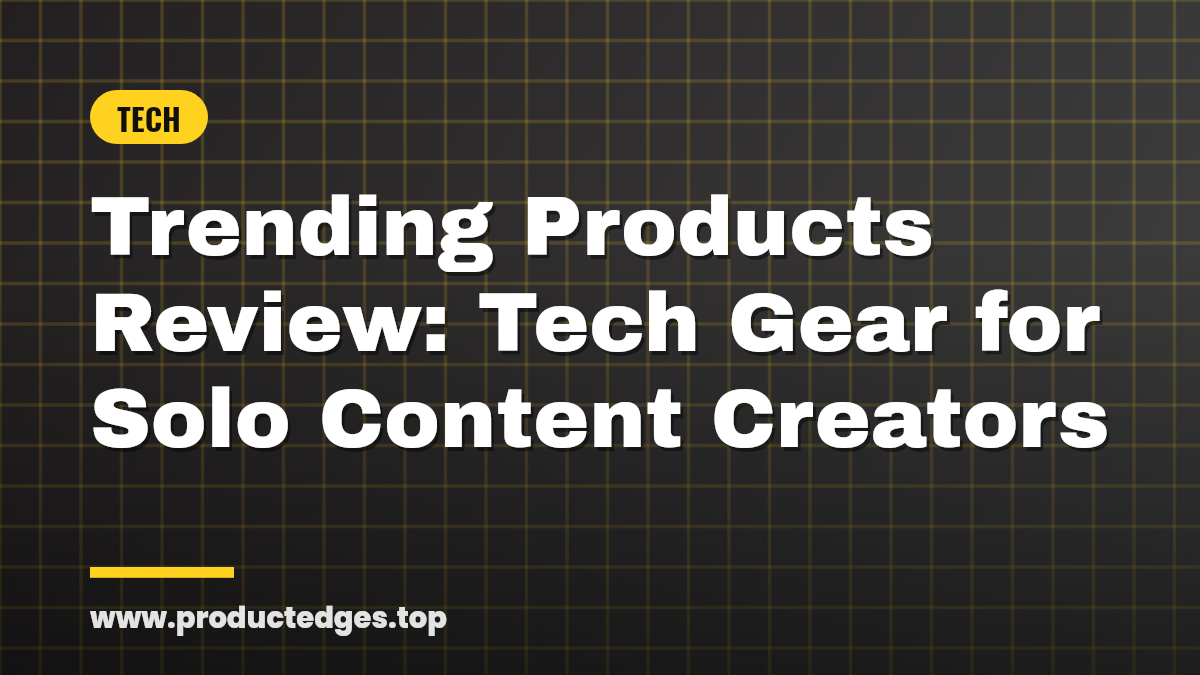 TECH
Trending Products
Review: Tech Gear for
Solo Content Creators
www.productedges.top